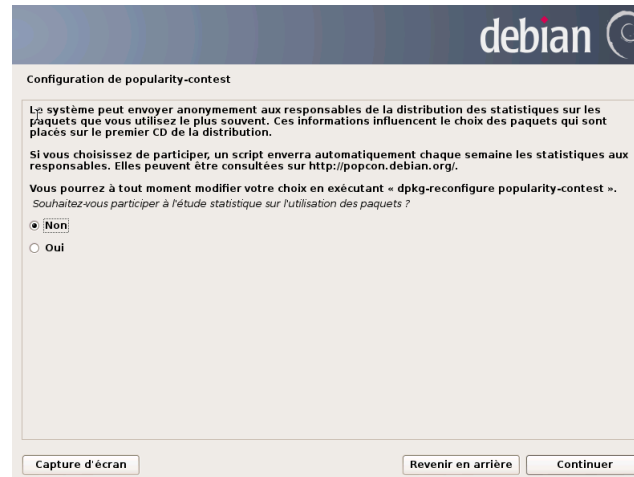 debian
Configuration de popularity-contest
Le système peut envoyer anonymement aux responsables de la distribution des statistiques sur les
paquets que vous utilisez le plus souvent. Ces informations influencent le choix des paquets qui sont
placés sur le premier CD de la distribution.
Si vous choisissez de participer, un script enverra automatiquement chaque semaine les statistiques aux
responsables. Elles peuvent être consultées sur http://popcon.debian.org/.
Vous pourrez à tout moment modifier votre choix en exécutant « dpkg-reconfigure popularity-contest ».
Souhaitez-vous participer à l'étude statistique sur l'utilisation des paquets ?
Non
Oui
Capture d'écran
Revenir en arrière
Continuer